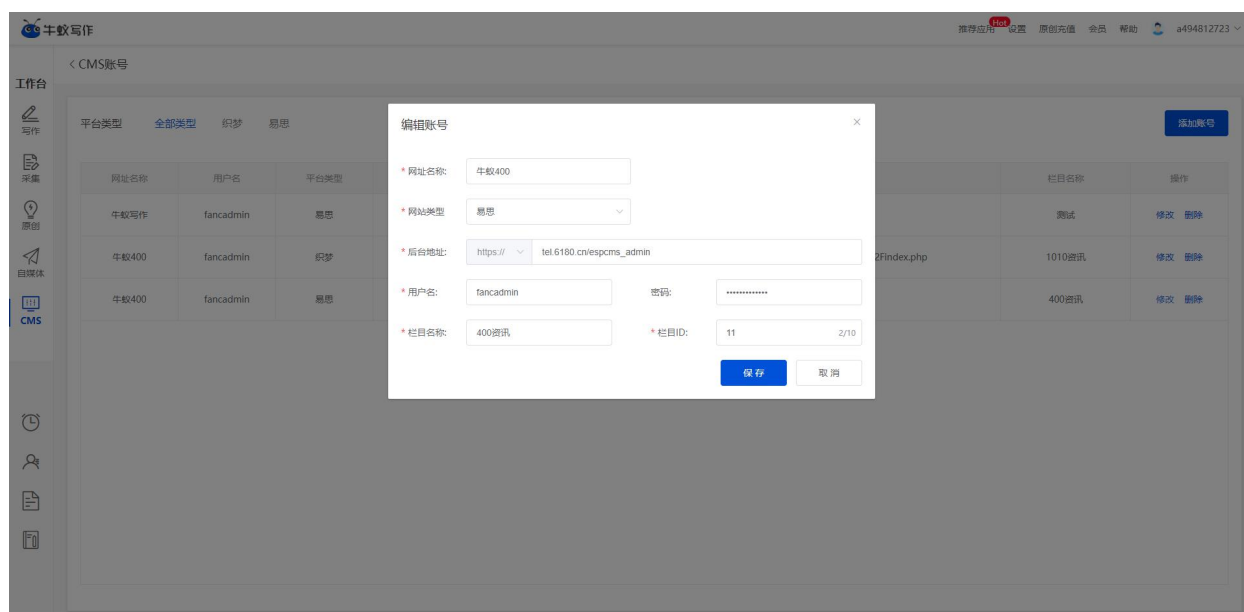 牛蚁写作
推荐应用 Hot 设置 原创充值 会员 帮助 a494812723
工作台
写作
采集
原创
自媒体
CMS
< CMS账号
平台类型 全部类型 织梦 易思
添加账号
网址名称 用户名 平台类型 栏目名称 操作
牛蚁写作 fancadmin 易思 测试 修改 删除
牛蚁400 fancadmin 织梦 2Findex.php 1010资讯 修改 删除
牛蚁400 fancadmin 易思 400资讯 修改 删除
编辑账号 ×
* 网址名称: 牛蚁400
* 网站类型 易思
* 后台地址: https:// tel.6180.cn/espcms_admin
* 用户名: fancadmin 密码: •••••••••••••
* 栏目名称: 400资讯 * 栏目ID: 11 2/10
保存 取消